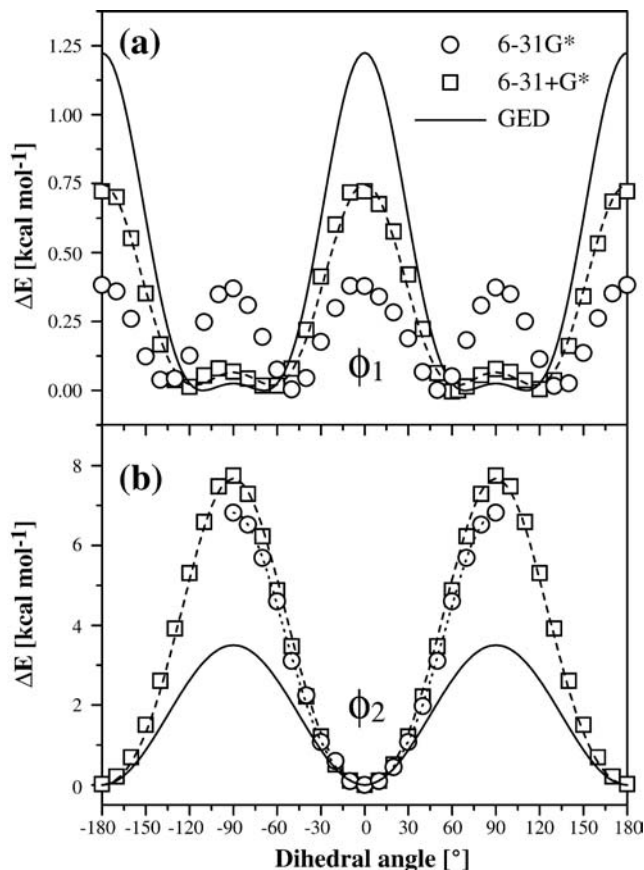 (a)
6-31G*
6-31+G*
GED
1.25
1.00
0.75
0.50
0.25
0.00
ΔE [kcal mol⁻¹]
ϕ₁
(b)
8
6
4
2
0
ΔE [kcal mol⁻¹]
ϕ₂
-180 -150 -120 -90 -60 -30 0 30 60 90 120 150 180
Dihedral angle [°]